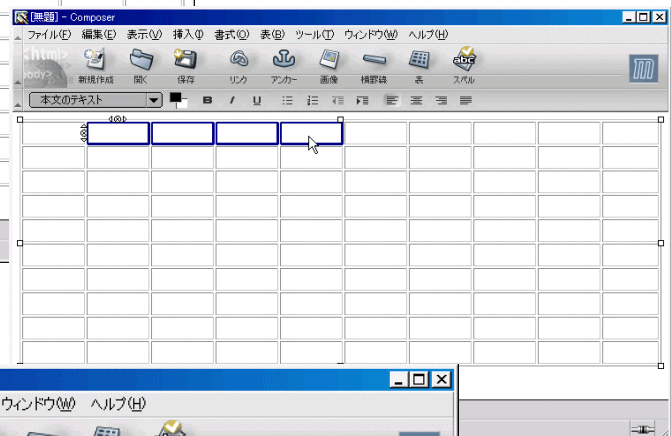 [無題] - Composer
ファイル(F) 編集(E) 表示(V) 挿入(I) 書式(O) 表(B) ツール(T) ウィンドウ(W) ヘルプ(H)
<html>
body>
新規作成 開く 保存 リンク アンカー 画像 横罫線 表 スペル
abc
本文のテキスト B I U
ウィンドウ(W) ヘルプ(H)